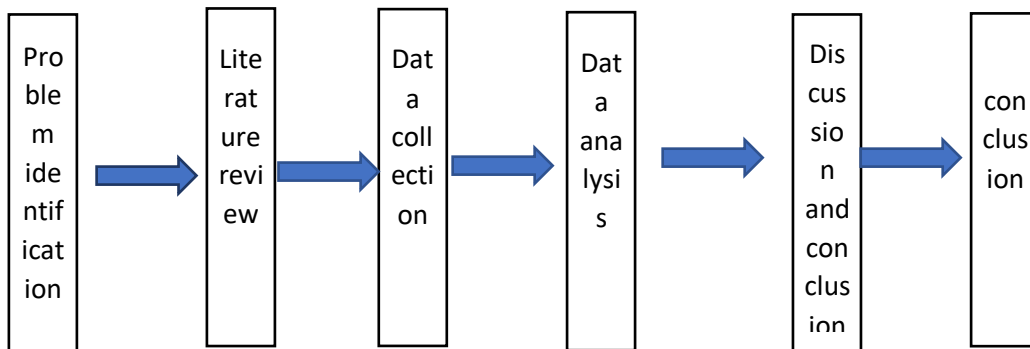 Pro
ble
m
ide
ntif
icat
ion
Lite
rat
ure
revi
ew
Dat
a
coll
ecti
on
Dat
a
ana
lysi
s
Dis
cus
sio
n
and
con
clus
ion
con
clus
ion